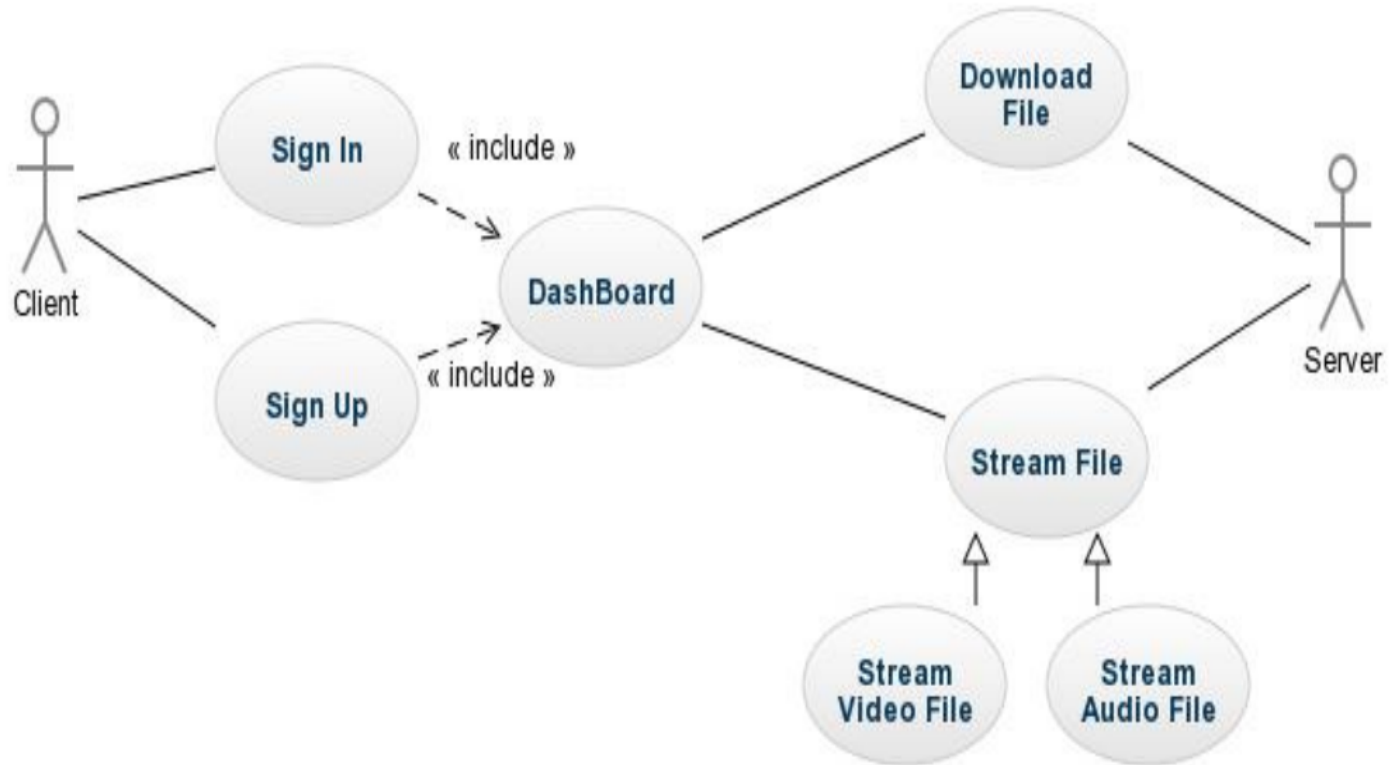 Sign In
« include »
Client
DashBoard
« include »
Sign Up
Download
File
Server
Stream File
Stream
Video File
Stream
Audio File